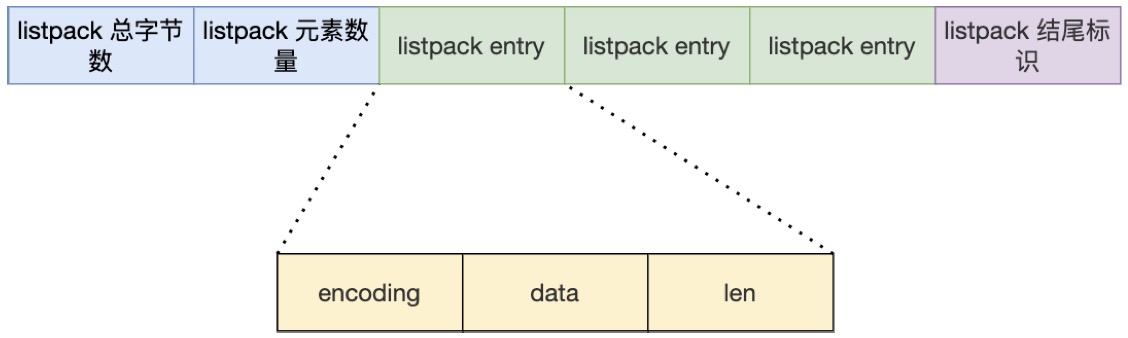 listpack 总字节
数
listpack 元素数
量
listpack entry
listpack entry
listpack entry
listpack 结尾标
识
encoding
data
len